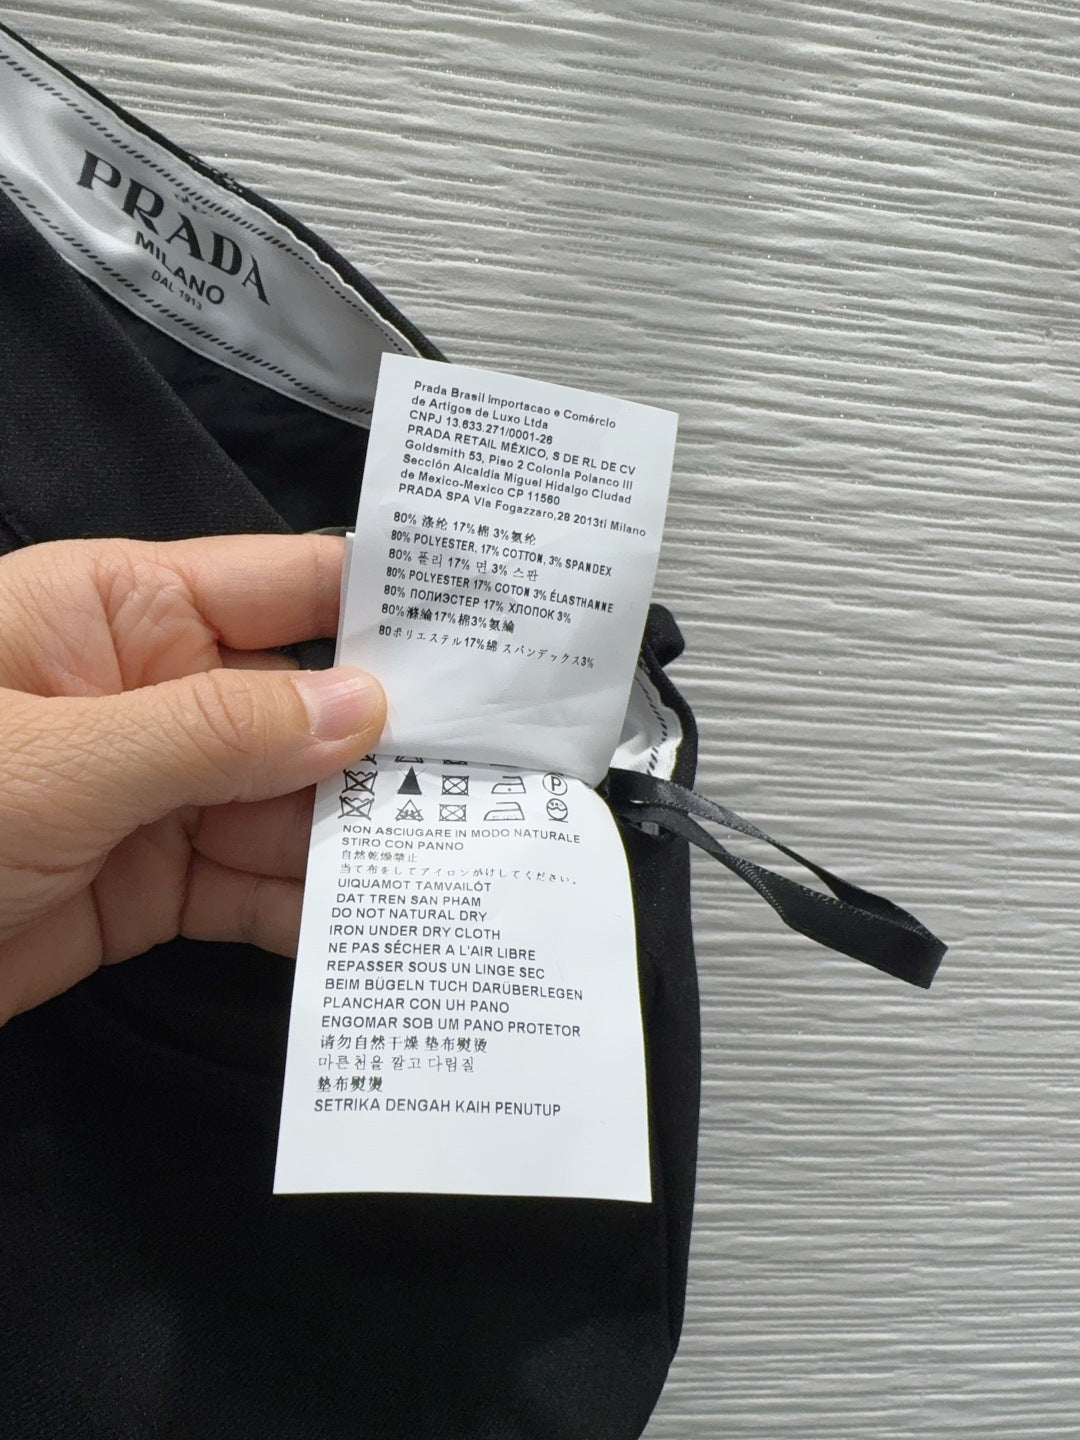 PRADA
MILANO
DAL 1913
Prada Brasil Importacao e Comércio
de Artigos de Luxo Ltda
CNPJ 13.633.271/0001-26
PRADA RETAIL MÉXICO, S DE RL DE CV
Goldsmith 53, Piso 2 Colonia Polanco III
Sección Alcaldía Miguel Hidalgo Ciudad
de Mexico-Mexico CP 11560
PRADA SPA Via Fogazzaro,28 2013ti Milano
80% 涤纶 17%棉 3%氨纶
80% POLYESTER, 17% COTTON, 3% SPANDEX
80% 폴리 17% 면 3% 스판
80% POLYESTER 17% COTON 3% ÉLASTHANNE
80% ПОЛИЭСТЕР 17% ХЛОПОК 3%
80%滌綸17%棉3%氨綸
80ポリエステル17%綿 スパンデックス3%
P
NON ASCIUGARE IN MODO NATURALE
STIRO CON PANNO
自然乾燥禁止
当て布をしてアイロンがけしてください。
UIQUAMOT TAMVAILÓT
DAT TREN SAN PHAM
DO NOT NATURAL DRY
IRON UNDER DRY CLOTH
NE PAS SÉCHER A L'AIR LIBRE
REPASSER SOUS UN LINGE SEC
BEIM BÜGELN TUCH DARÜBERLEGEN
PLANCHAR CON UH PANO
ENGOMAR SOB UM PANO PROTETOR
请勿自然干燥 垫布熨烫
마른천을 깔고 다림질
墊布熨燙
SETRIKA DENGAH KAIH PENUTUP